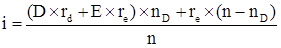 i = ((D × r_d + E × r_e) × n_D + r_e × (n - n_D)) / n